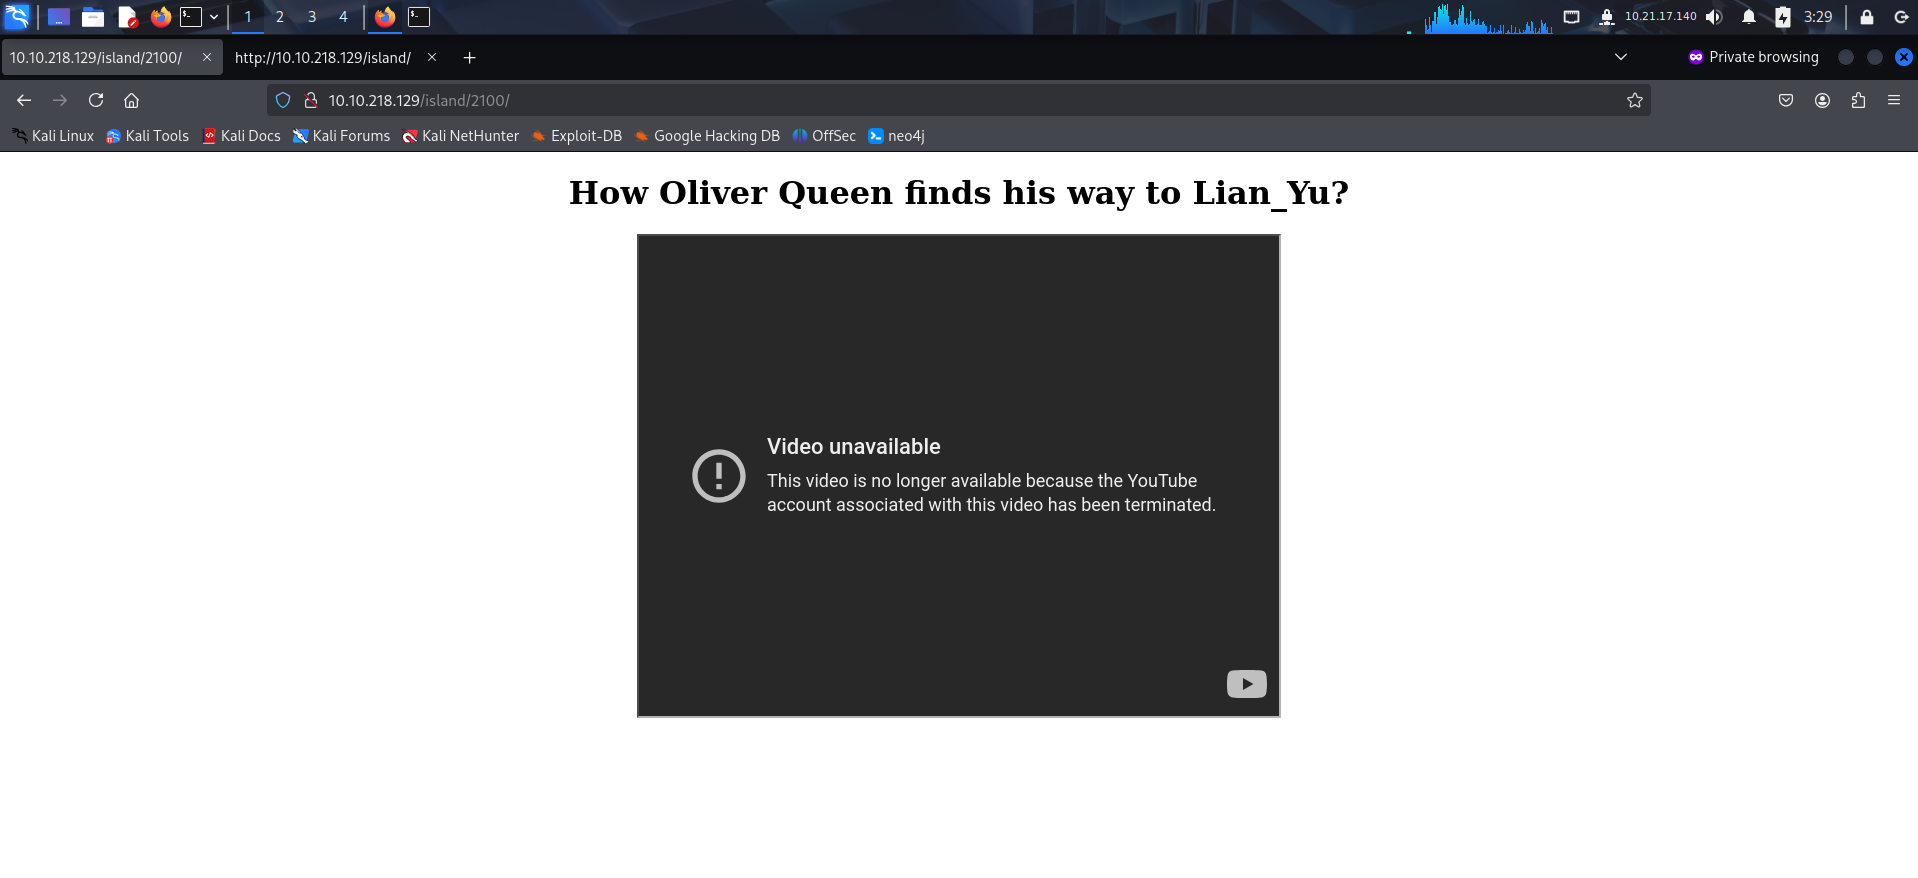 1 2 3 4 10.21.17.140 3:29
10.10.218.129/island/2100/ http://10.10.218.129/island/ Private browsing
10.10.218.129/island/2100/
Kali Linux Kali Tools Kali Docs Kali Forums Kali NetHunter Exploit-DB Google Hacking DB OffSec neo4j
How Oliver Queen finds his way to Lian_Yu?
Video unavailable
This video is no longer available because the YouTube
account associated with this video has been terminated.